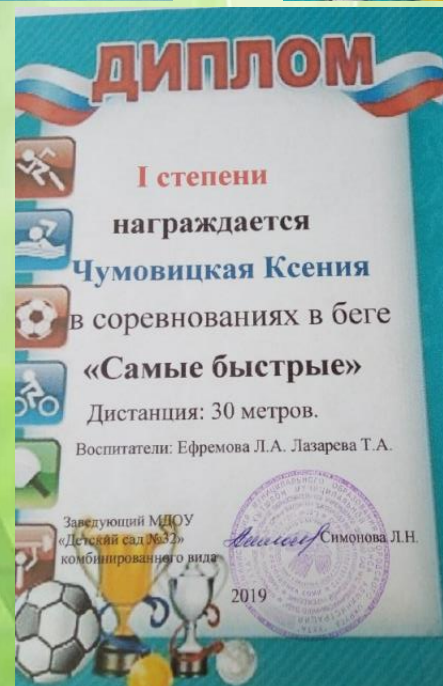 ДИПЛОМ
I степени
награждается
Чумовицкая Ксения
в соревнованиях в беге
«Самые быстрые»
Дистанция: 30 метров.
Воспитатели: Ефремова Л.А. Лазарева Т.А.
Заведующий МДОУ
«Детский сад №32»
комбинированного вида
Симонова Л.Н.
2019